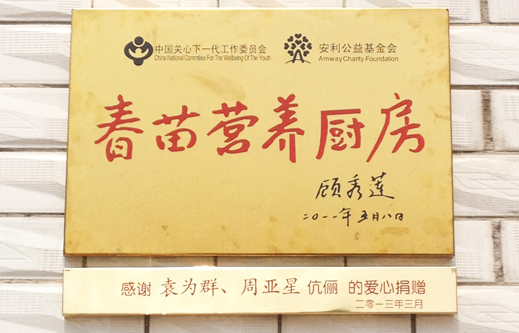 中国关心下一代工作委员会
China National Committee For The Wellbeing Of The Youth
安利公益基金会
Amway Charity Foundation
春苗营养厨房
顾秀莲
二〇一一年五月八日
感谢 袁为群、周亚星 伉俪 的爱心捐赠
二零一三年三月